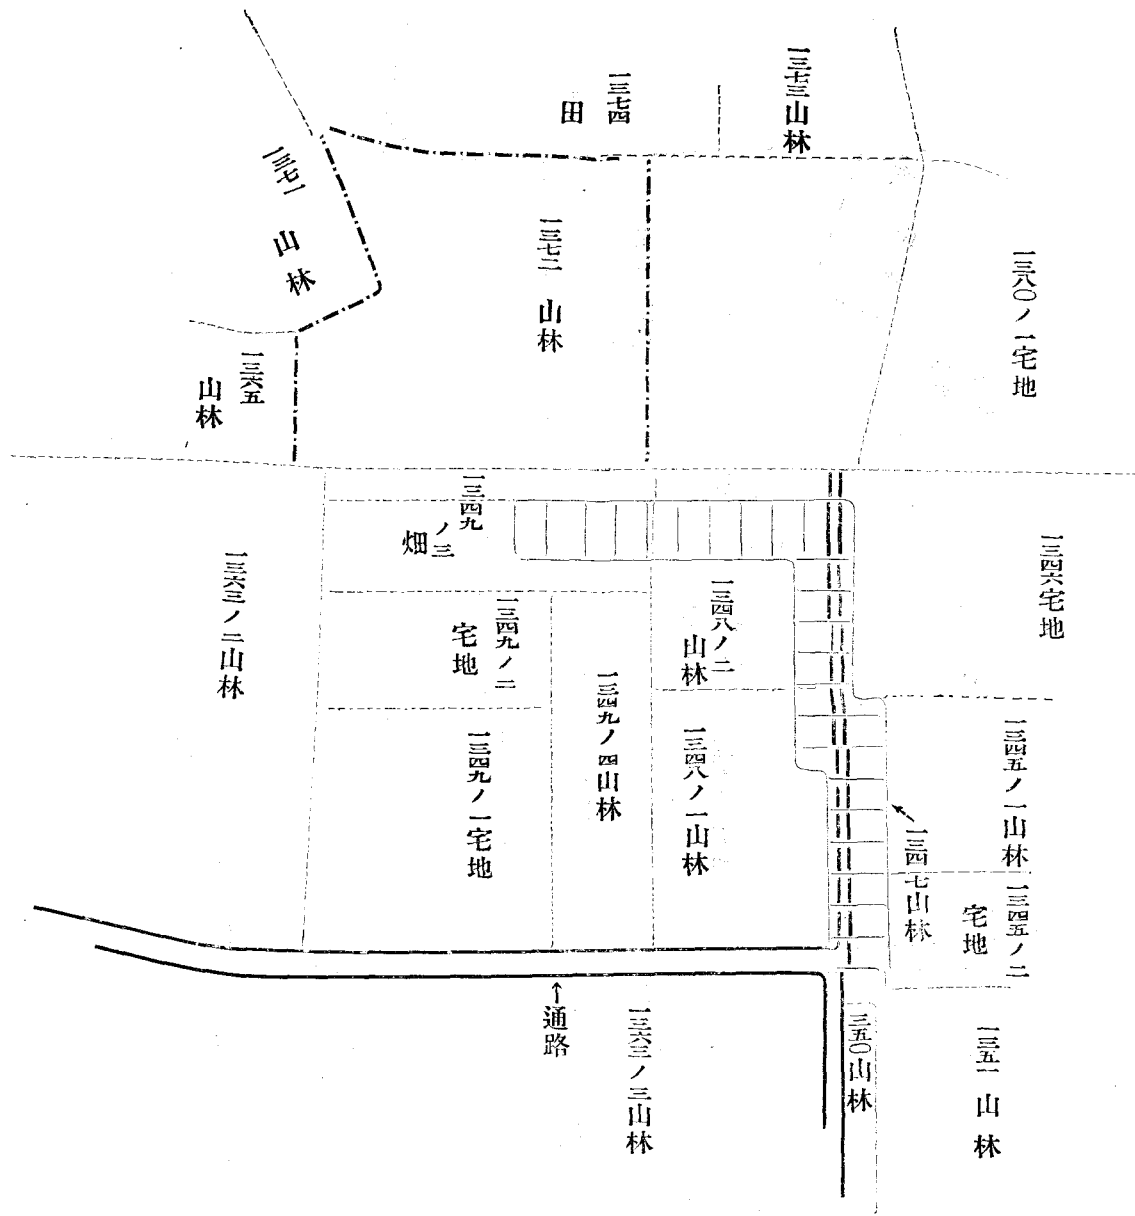 一三七三山林
一三七四
田
一三七一　山林
一三七二　山林
一三八〇ノ一宅地
一三六五
山林
一三四九ノ三
畑
一三四六宅地
一三六三ノ二山林
一三四九ノ二
宅地
一三四八ノ二
山林
一三四九ノ四山林
一三四九ノ一宅地
一三四八ノ一山林
一三四五ノ一山林
一三四七山林
一三四五ノ二
宅地
↑通路
一三六三ノ三山林
三五〇山林
一三五一　山林